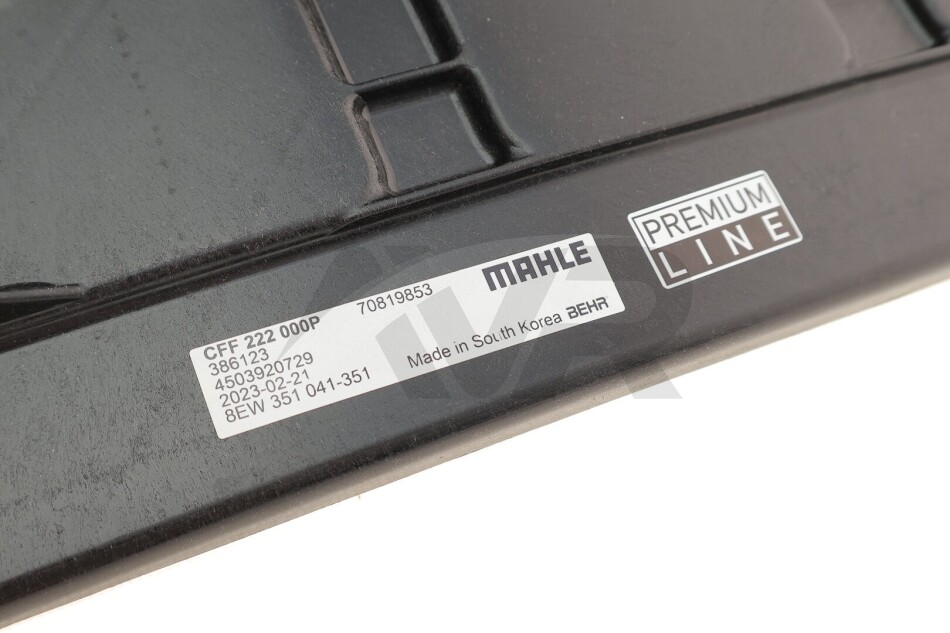 CFF 222 000P 70819853 MAHLE
386123
4503920729
2023-02-21
8EW 351 041-351 Made in South Korea BEHR
PREMIUM
LINE